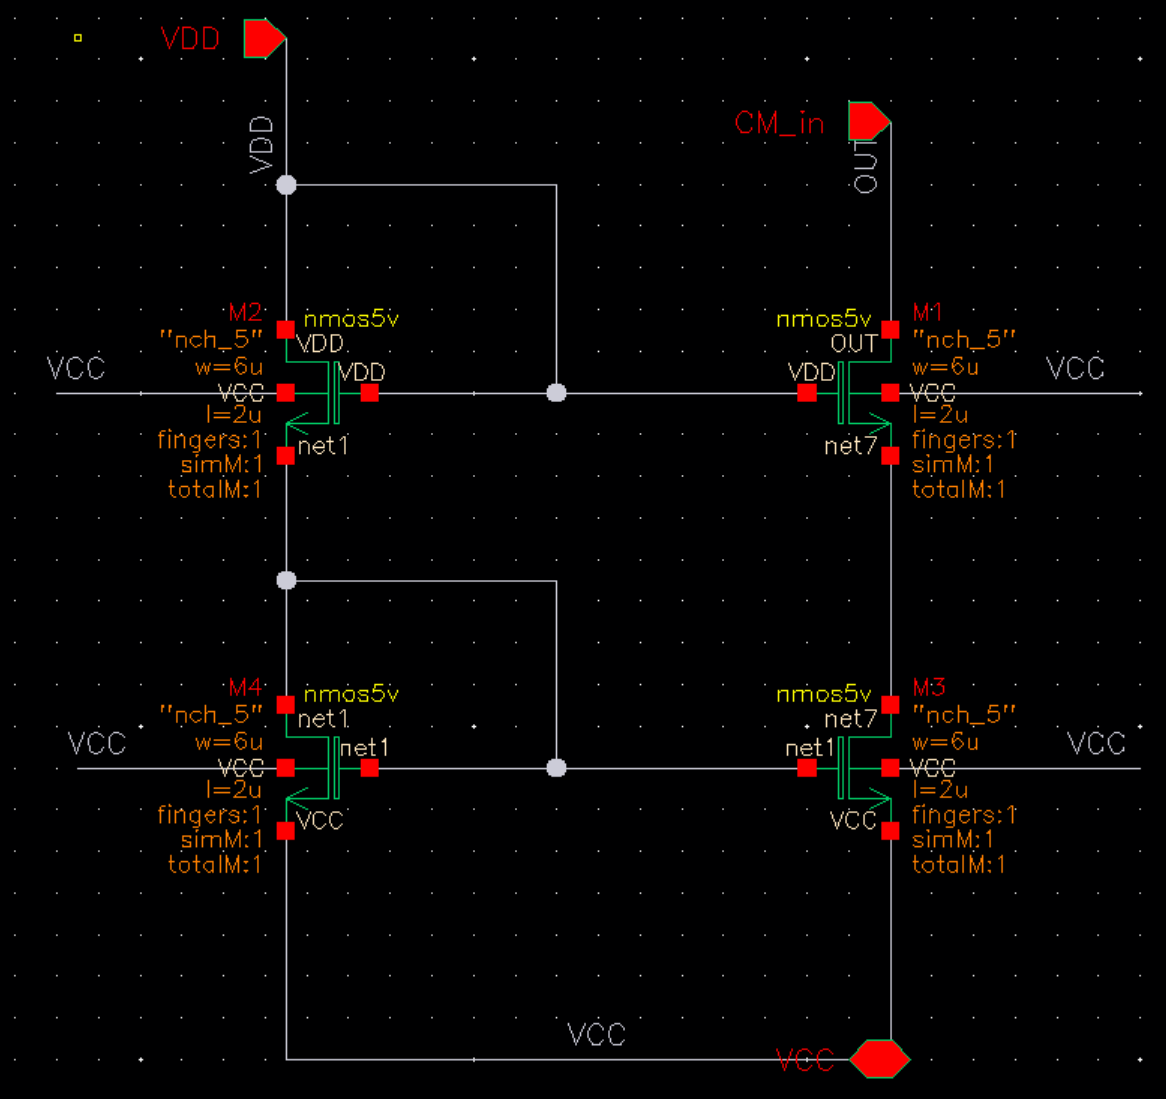 VDD
VDD
CM_in
OUT
M2
nmos5v
"nch_5"
VDD
w=6u
VDD
VCC
VCC
l=2u
fingers:1
net1
simM:1
totalM:1
M1
nmos5v
"nch_5"
OUT
w=6u
VDD
VCC
VCC
l=2u
fingers:1
net7
simM:1
totalM:1
M4
nmos5v
"nch_5"
net1
w=6u
net1
VCC
VCC
l=2u
fingers:1
VCC
simM:1
totalM:1
M3
nmos5v
"nch_5"
net7
w=6u
net1
VCC
VCC
l=2u
fingers:1
VCC
simM:1
totalM:1
VCC
VCC